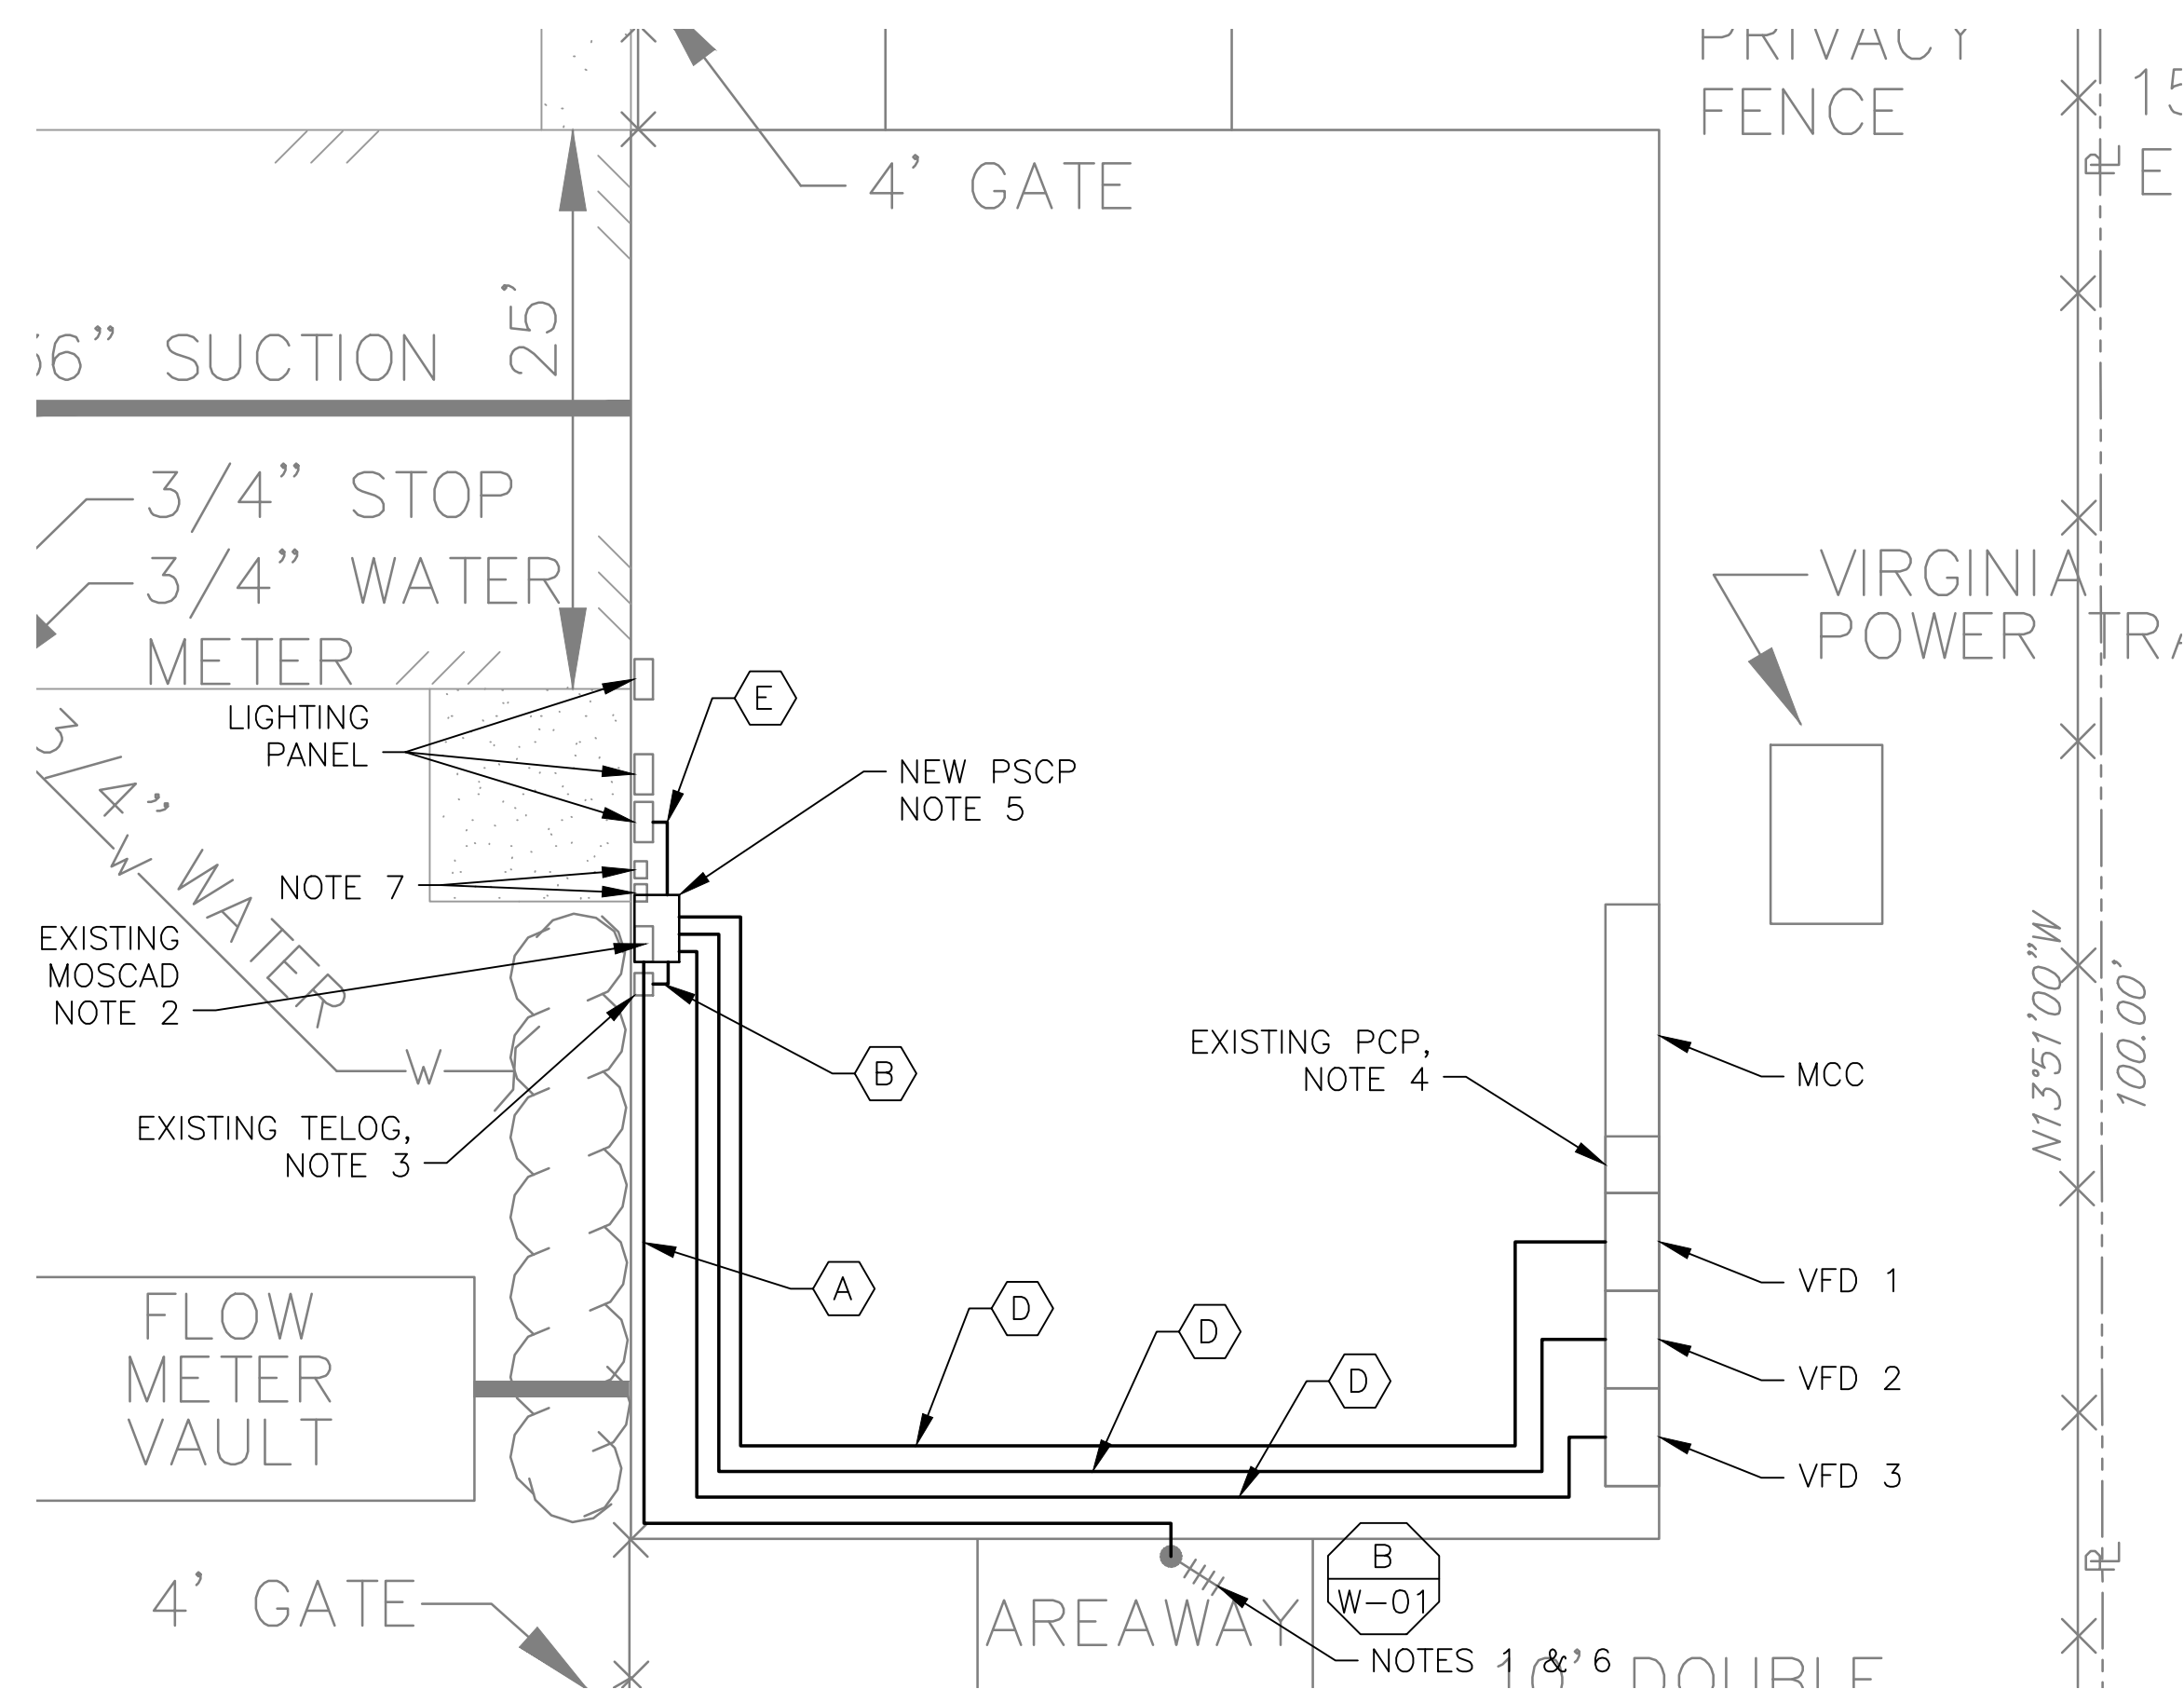 PRIVACY
FENCE
4' GATE
25'
SUCTION
3/4" STOP
3/4" WATER
METER
VIRGINIA
POWER
LIGHTING
PANEL
E
NEW PSCP
NOTE 5
3/4" WATER
W
NOTE 7
EXISTING
MOSCAD
NOTE 2
W
B
EXISTING PCP,
NOTE 4
MCC
N13°51'00"W
100.00'
EXISTING TELOG,
NOTE 3
A
D
D
D
VFD 1
VFD 2
VFD 3
FLOW
METER
VAULT
4' GATE
AREAWAY
B
W-01
NOTES 1 & 6
DOUBLE